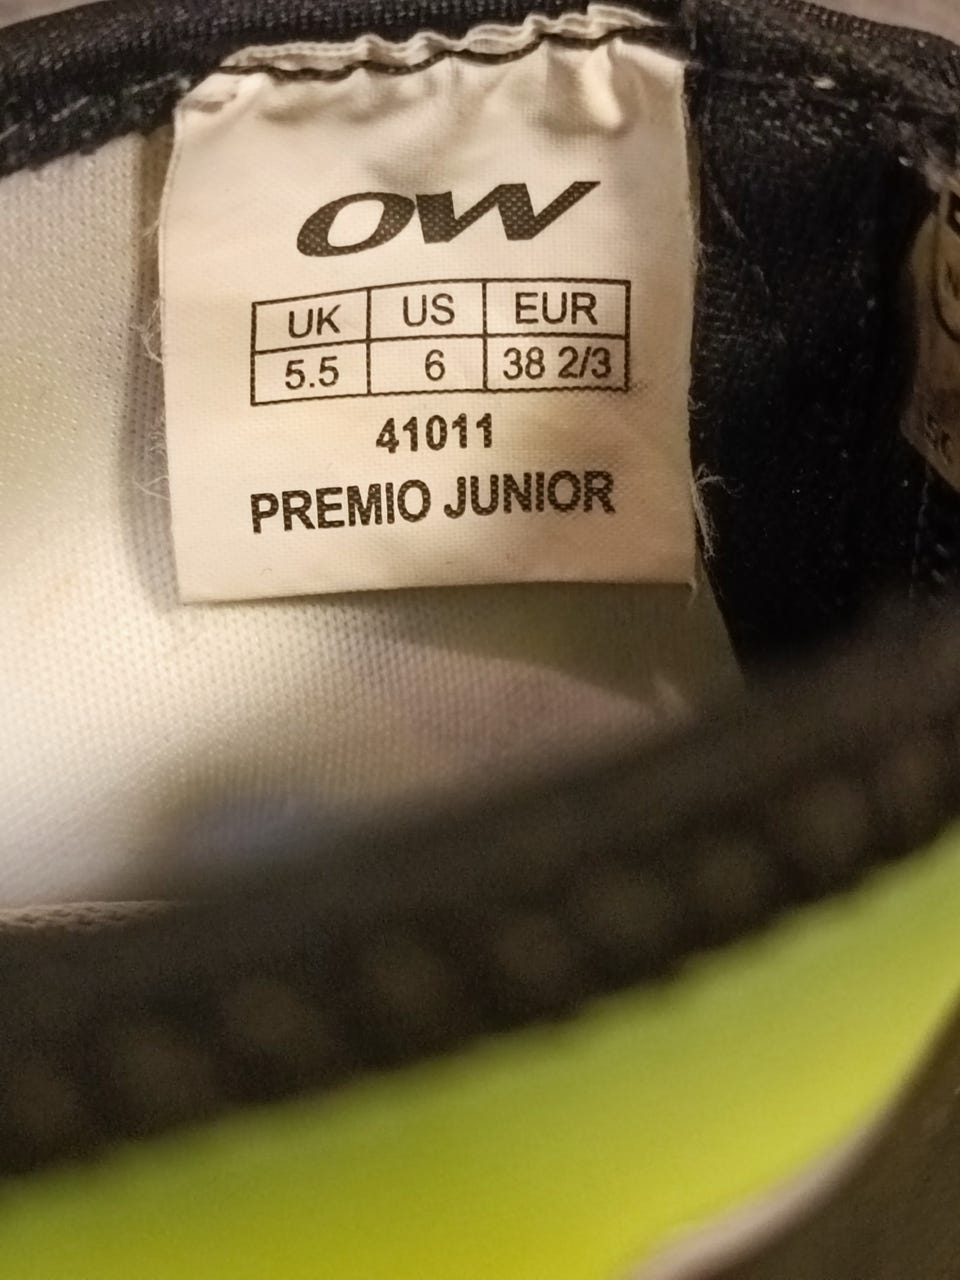 OW
UK US EUR
5.5 6 38 2/3
41011
PREMIO JUNIOR